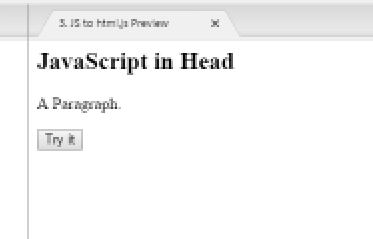 3. JS to html.js Preview x
JavaScript in Head
A Paragraph.
Try it